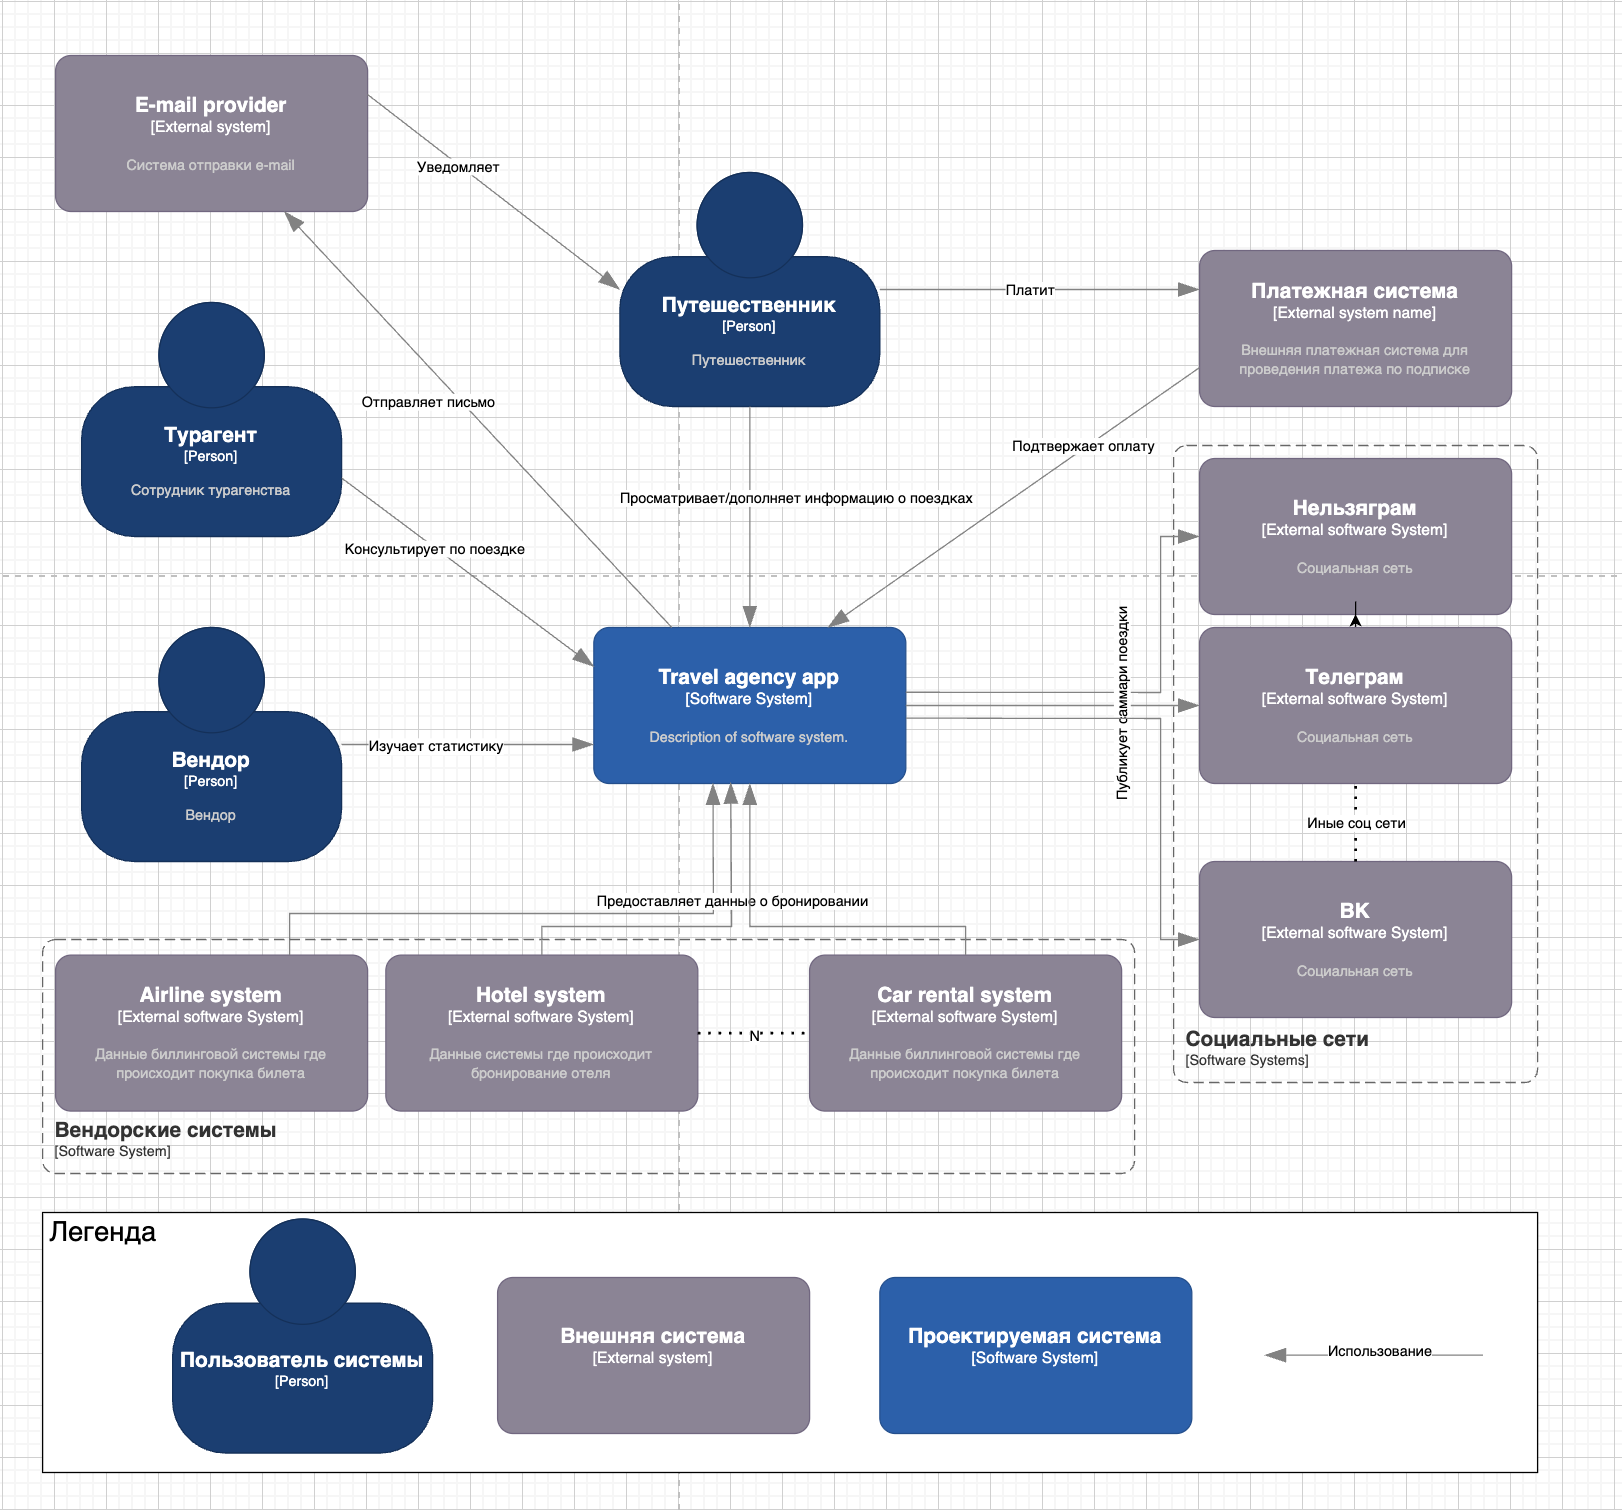 E-mail provider
[External system]
Система отправки e-mail
Уведомляет
Путешественник
[Person]
Путешественник
Платит
Платежная система
[External system name]
Внешняя платежная система для
проведения платежа по подписке
Турагент
[Person]
Сотрудник турагенства
Отправляет письмо
Подтвержает оплату
Просматривает/дополняет информацию о поездках
Консультирует по поездке
Нельзяграм
[External software System]
Социальная сеть
Вендор
[Person]
Вендор
Изучает статистику
Travel agency app
[Software System]
Description of software system.
Публикует саммари поездки
Телеграм
[External software System]
Социальная сеть
Иные соц сети
ВК
[External software System]
Социальная сеть
Социальные сети
[Software Systems]
Предоставляет данные о бронировании
Airline system
[External software System]
Данные биллинговой системы где
происходит покупка билета
Hotel system
[External software System]
Данные системы где происходит
бронирование отеля
N
Car rental system
[External software System]
Данные биллинговой системы где
происходит покупка билета
Вендорские системы
[Software System]
Легенда
Пользователь системы
[Person]
Внешняя система
[External system]
Проектируемая система
[Software System]
Использование